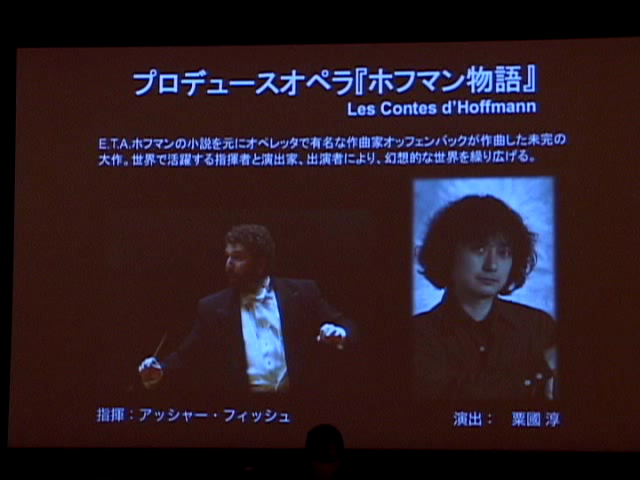 プロデュースオペラ『ホフマン物語』
Les Contes d'Hoffmann
E.T.A.ホフマンの小説を元にオペレッタで有名な作曲家オッフェンバックが作曲した未完の
大作。世界で活躍する指揮者と演出家、出演者により、幻想的な世界を繰り広げる。
指揮：アッシャー・フィッシュ
演出： 粟國 淳